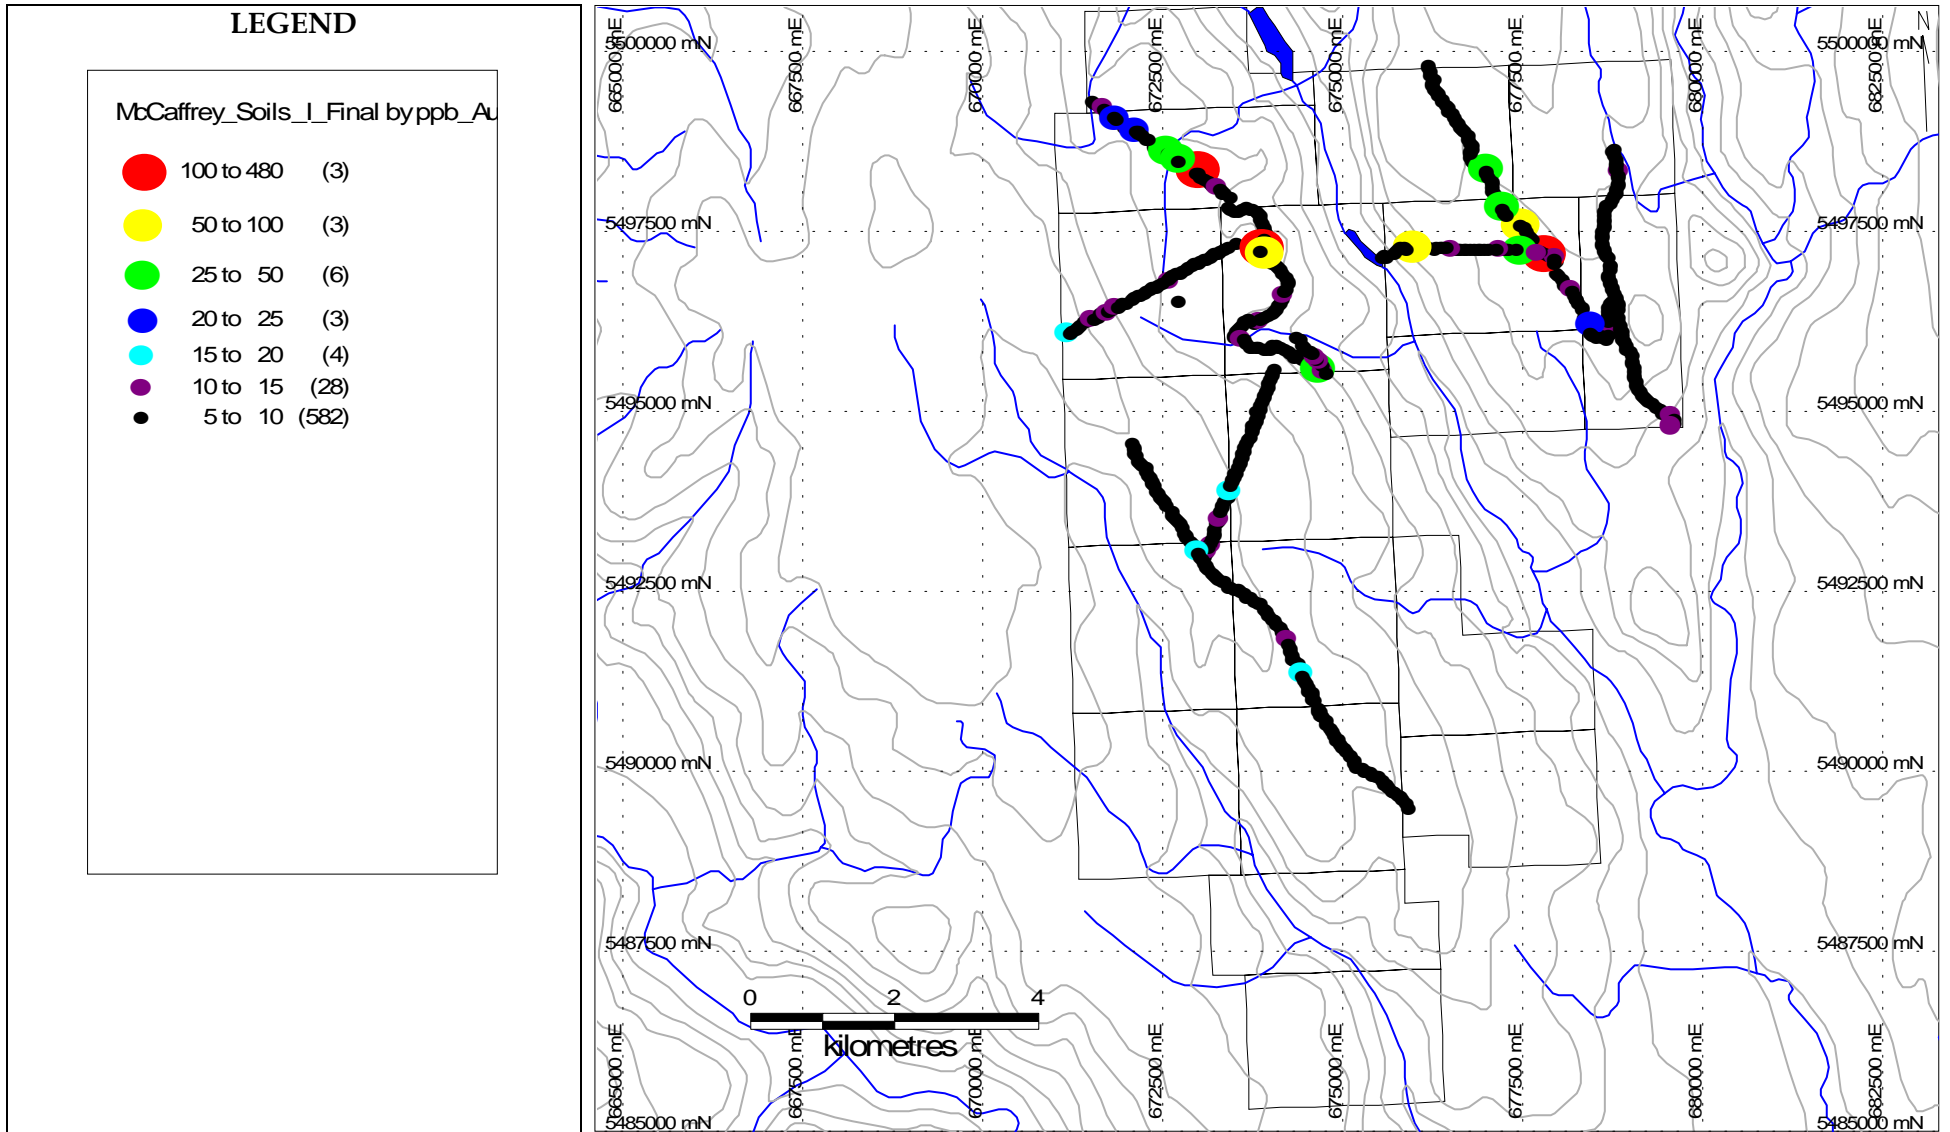 LEGEND
McCaffrey_Soils_I_Final by ppb_Au
100 to 480 (3)
50 to 100 (3)
25 to 50 (6)
20 to 25 (3)
15 to 20 (4)
10 to 15 (28)
5 to 10 (582)
665000 mE
667500 mE
670000 mE
672500 mE
675000 mE
677500 mE
680000 mE
682500 mE
N
5500000 mN
5500000 mN
5497500 mN
5497500 mN
5495000 mN
5495000 mN
5492500 mN
5492500 mN
5490000 mN
5490000 mN
5487500 mN
5487500 mN
0 2 4
kilometres
665000 mE
667500 mE
670000 mE
672500 mE
675000 mE
677500 mE
680000 mE
682500 mE
5485000 mN
5485000 mN